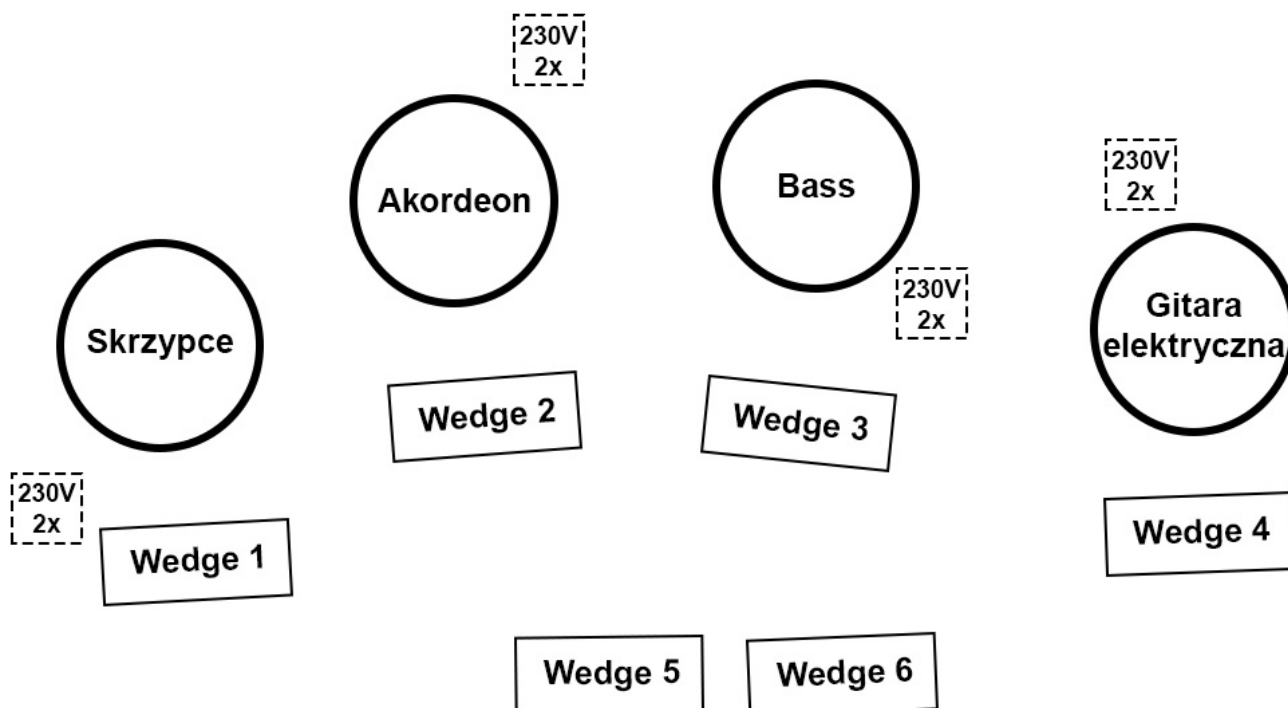 230V
2x
Akordeon
Bass
230V
2x
Skrzypce
230V
2x
Gitara
elektryczna
Wedge 2
Wedge 3
230V
2x
Wedge 1
Wedge 4
Wedge 5
Wedge 6